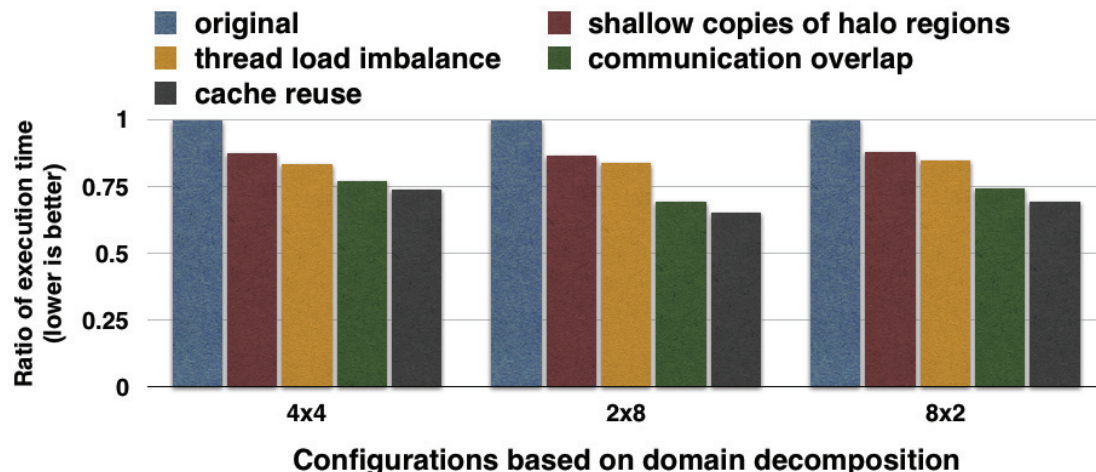 original
shallow copies of halo regions
thread load imbalance
communication overlap
cache reuse
Ratio of execution time
(lower is better)
1
0.75
0.5
0.25
0
4x4
2x8
8x2
Configurations based on domain decomposition